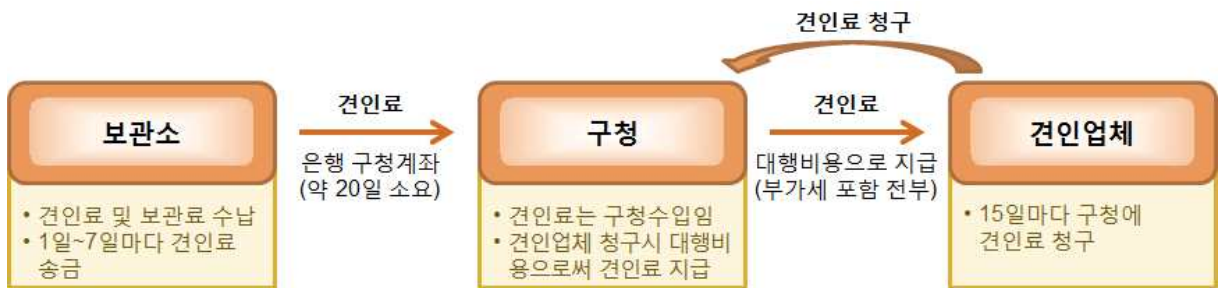 견인료 청구
보관소
견인료
은행 구청계좌
(약 20일 소요)
구청
견인료
대행비용으로 지급
(부가세 포함 전부)
견인업체
• 견인료 및 보관료 수납
• 1일~7일마다 견인료
송금
• 견인료는 구청수입임
• 견인업체 청구시 대행비
용으로써 견인료 지급
• 15일마다 구청에
견인료 청구